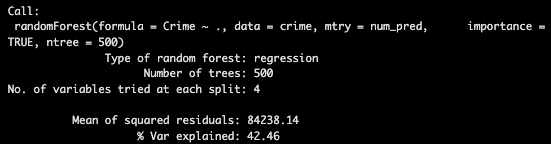 Call:
 randomForest(formula = Crime ~ ., data = crime, mtry = num_pred,      importance =
TRUE, ntree = 500)
               Type of random forest: regression
                     Number of trees: 500
No. of variables tried at each split: 4

          Mean of squared residuals: 84238.14
                    % Var explained: 42.46